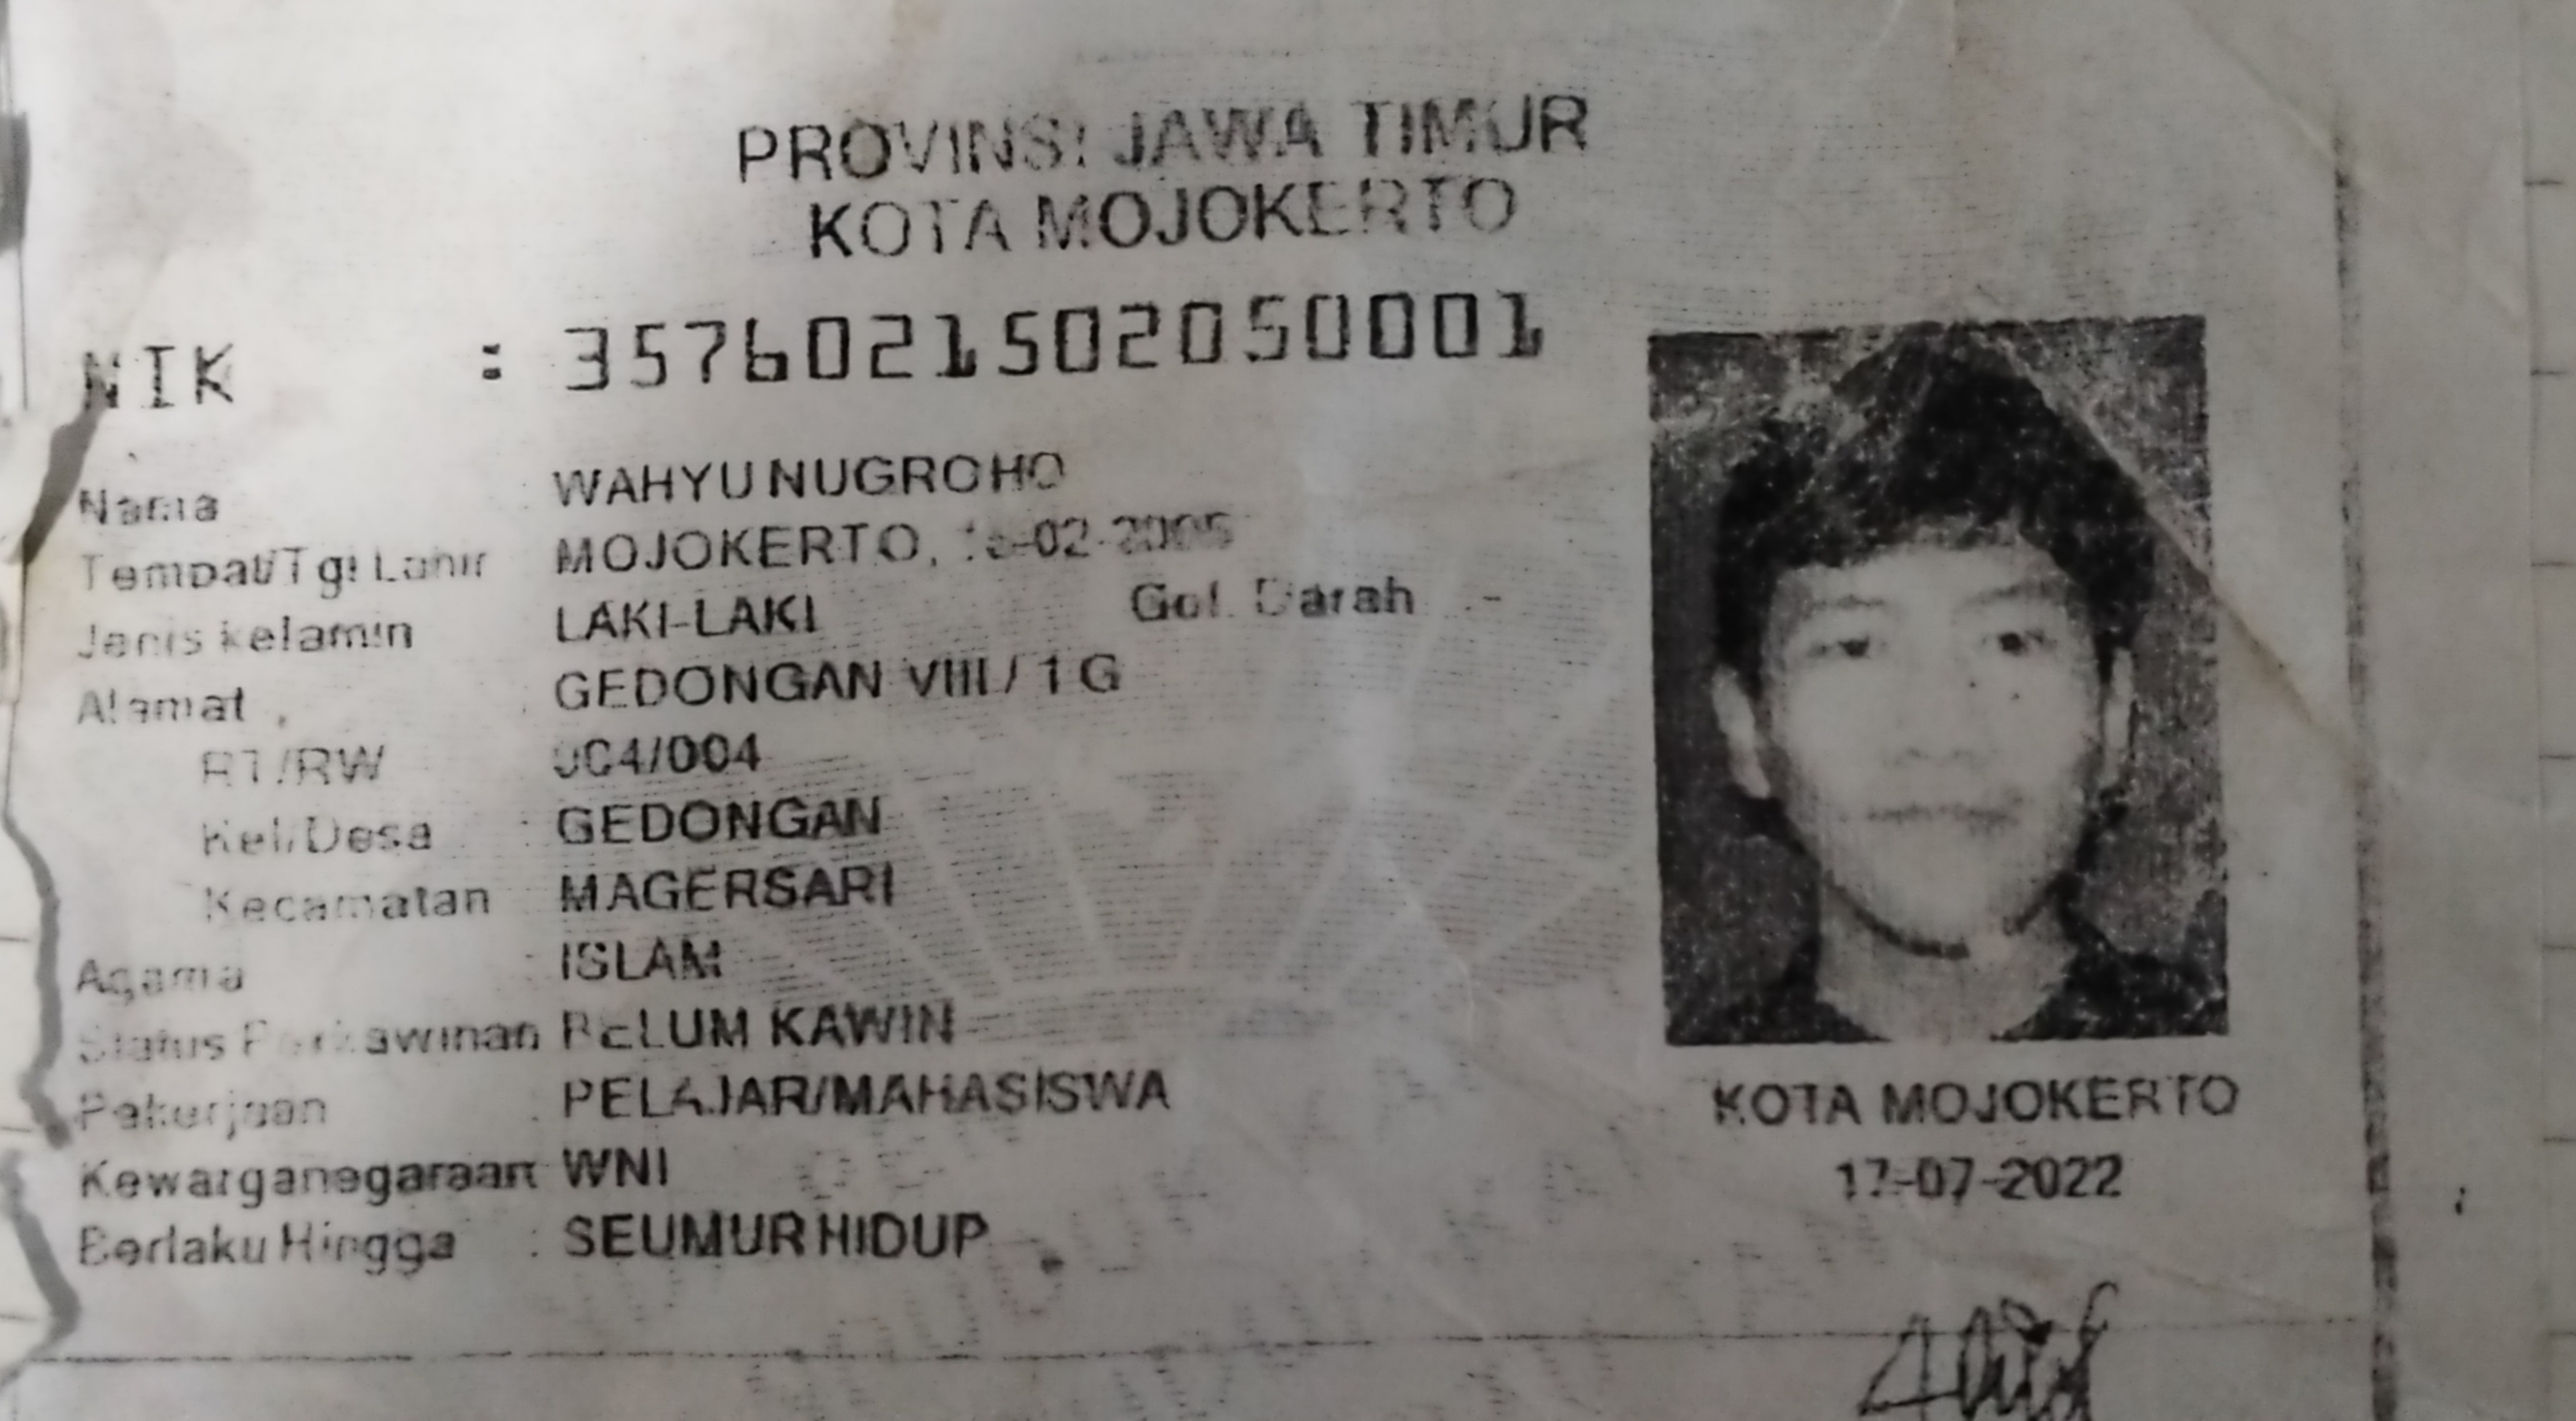 PROVINSI JAWA TIMUR
KOTA MOJOKERTO
NIK : 3576021502050001
Nama : WAHYU NUGROHO
Tempat/Tgl Lahir MOJOKERTO, 15-02-2005
Jenis kelamin LAKI-LAKI Gol. Darah : -
Alamat : GEDONGAN VIII / 1 G
RT/RW 004/004
Kel/Desa : GEDONGAN
Kecamatan MAGERSARI
Agama : ISLAM
Status Perkawinan BELUM KAWIN
Pekerjaan : PELAJAR/MAHASISWA
Kewarganegaraan WNI
Berlaku Hingga : SEUMUR HIDUP
KOTA MOJOKERTO
17-07-2022